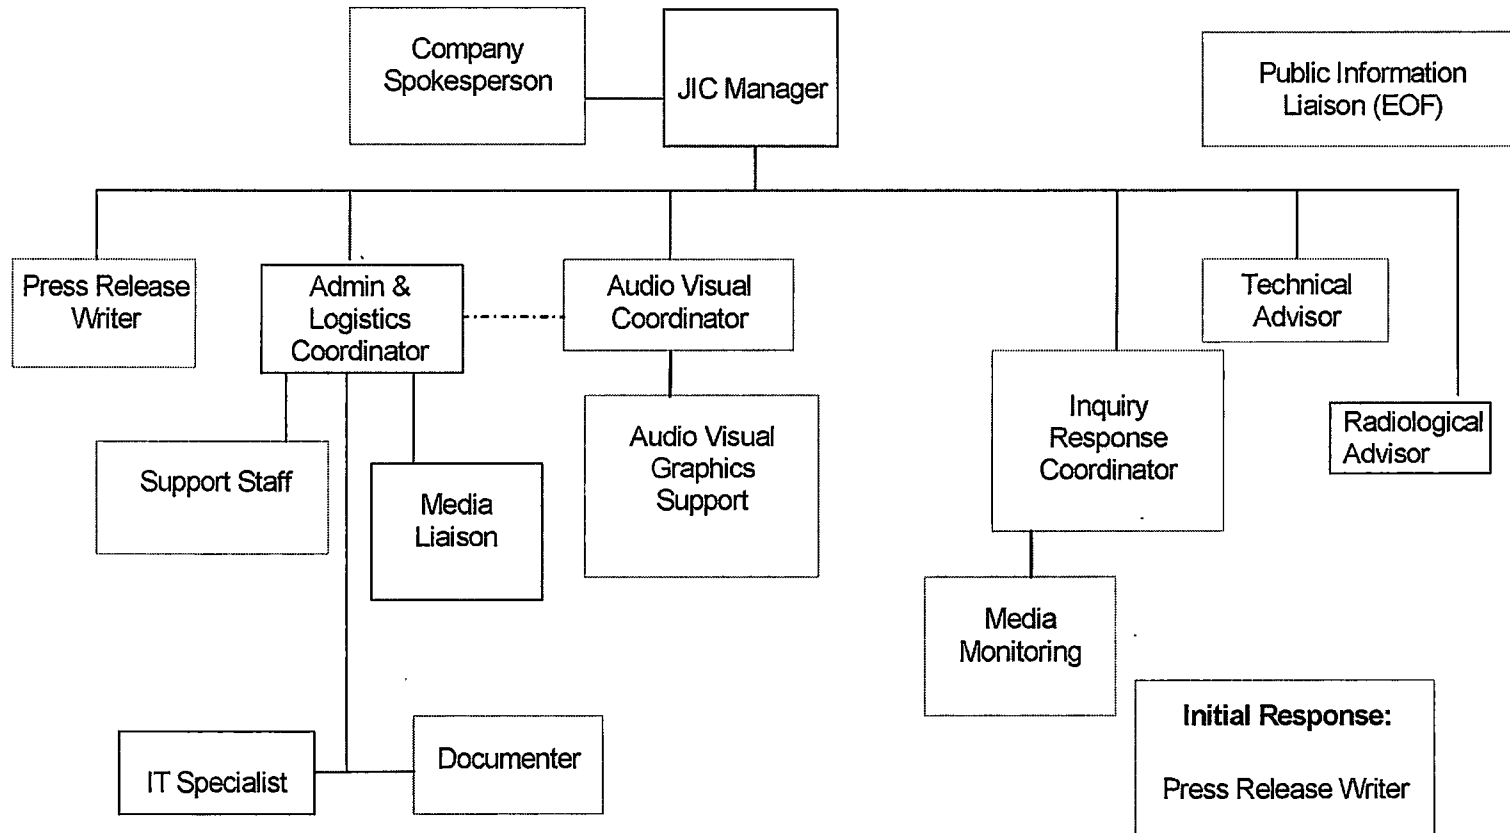 Company
Spokesperson
JIC Manager
Public Information
Liaison (EOF)
Press Release
Writer
Admin &
Logistics
Coordinator
Audio Visual
Coordinator
Technical
Advisor
Support Staff
Media
Liaison
Audio Visual
Graphics
Support
Inquiry
Response
Coordinator
Radiological
Advisor
Media
Monitoring
IT Specialist
Documenter
Initial Response:
Press Release Writer